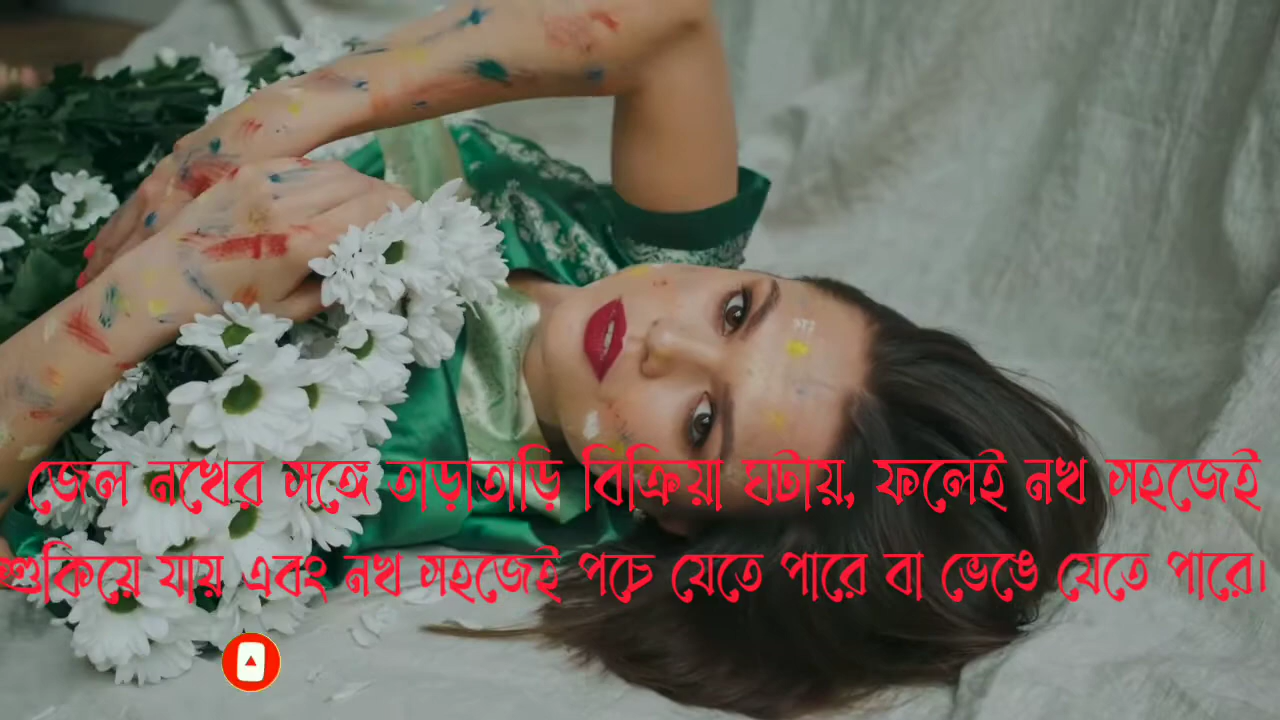 জেল নখের সঙ্গে তাড়াতাড়ি বিক্রিয়া ঘটায়, ফলেই নখ সহজেই
শুকিয়ে যায় এবং নখ সহজেই পচে যেতে পারে বা ভেঙে যেতে পারে।